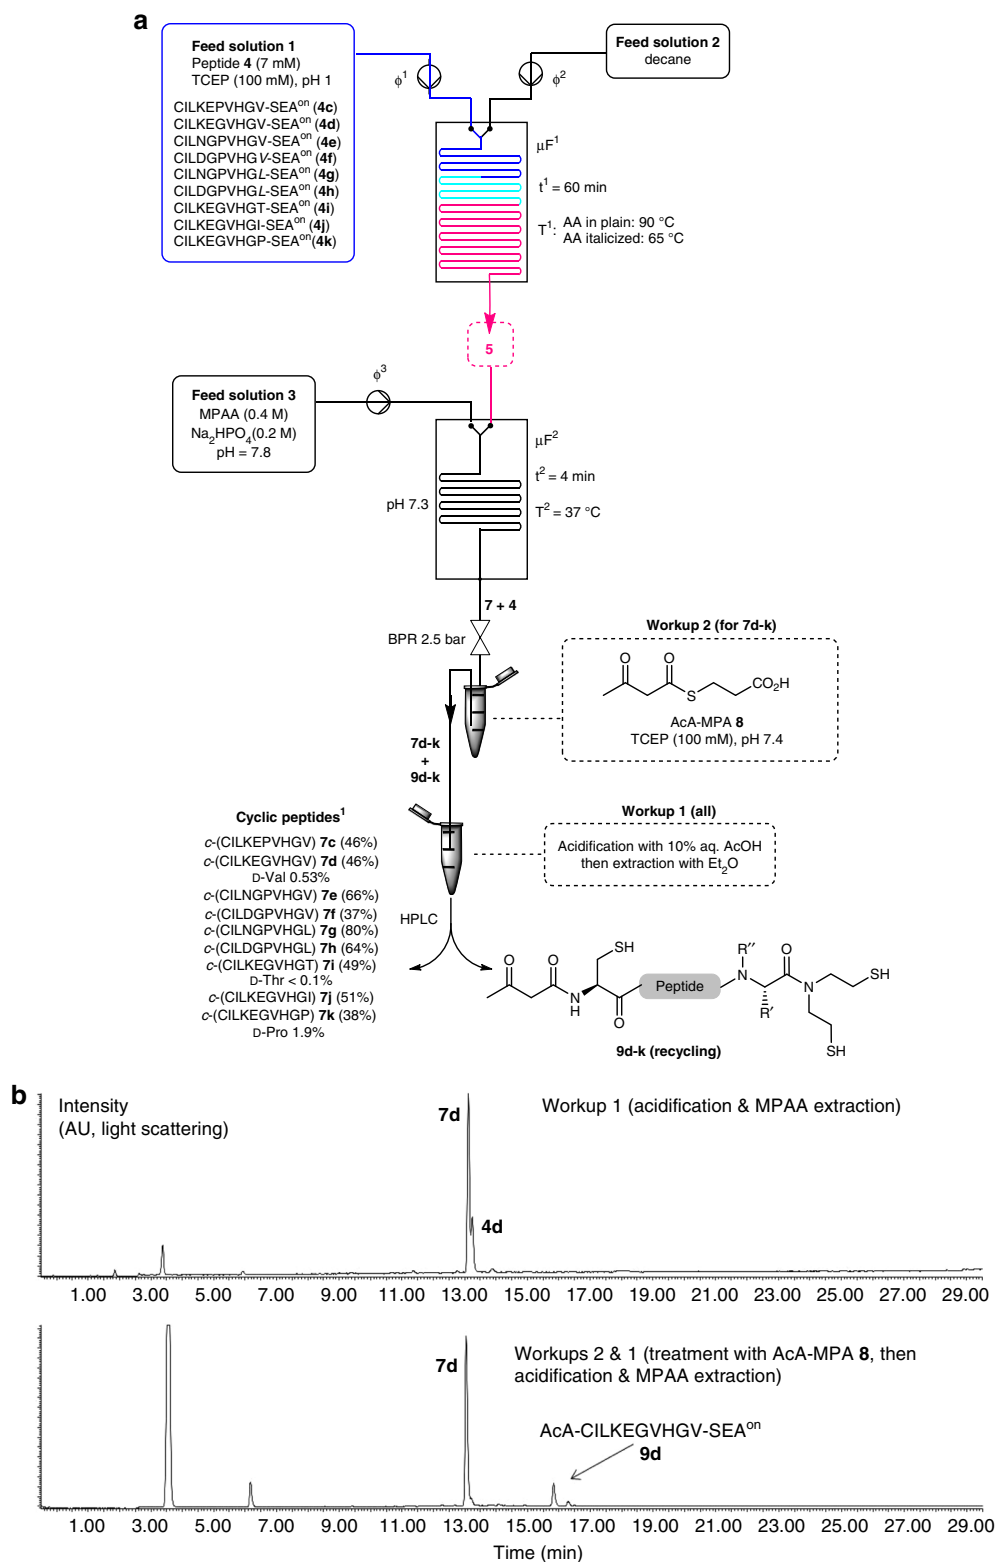 a
Feed solution 1
Peptide 4 (7 mM)
TCEP (100 mM), pH 1
CILKEPVHGV-SEAon (4c)
CILKEGVHGV-SEAon (4d)
CILNGPVHGV-SEAon (4e)
CILDGPVHGV-SEAon (4f)
CILNGPVHGL-SEAon (4g)
CILDGPVHGL-SEAon (4h)
CILKEGVHGT-SEAon (4i)
CILKEGVHGI-SEAon (4j)
CILKEGVHGP-SEAon(4k)
ϕ1
ϕ2
Feed solution 2
decane
μF1
t1 = 60 min
T1: AA in plain: 90 °C
AA italicized: 65 °C
5
Feed solution 3
MPAA (0.4 M)
Na2HPO4(0.2 M)
pH = 7.8
ϕ3
μF2
t2 = 4 min
pH 7.3
T2 = 37 °C
7 + 4
BPR 2.5 bar
Workup 2 (for 7d-k)
O
O
S
CO2H
AcA-MPA 8
TCEP (100 mM), pH 7.4
7d-k
+
9d-k
Workup 1 (all)
Acidification with 10% aq. AcOH
then extraction with Et2O
Cyclic peptides1
c-(CILKEPVHGV) 7c (46%)
c-(CILKEGVHGV) 7d (46%)
D-Val 0.53%
c-(CILNGPVHGV) 7e (66%)
c-(CILDGPVHGV) 7f (37%)
c-(CILNGPVHGL) 7g (80%)
c-(CILDGPVHGL) 7h (64%)
c-(CILKEGVHGT) 7i (49%)
D-Thr < 0.1%
c-(CILKEGVHGI) 7j (51%)
c-(CILKEGVHGP) 7k (38%)
D-Pro 1.9%
HPLC
O
O
N
H
SH
O
Peptide
R″
N
R′
O
N
SH
SH
9d-k (recycling)
b
Intensity
(AU, light scattering)
7d
4d
Workup 1 (acidification & MPAA extraction)
1.00 3.00 5.00 7.00 9.00 11.00 13.00 15.00 17.00 19.00 21.00 23.00 25.00 27.00 29.00
7d
Workups 2 & 1 (treatment with AcA-MPA 8, then
acidification & MPAA extraction)
AcA-CILKEGVHGV-SEAon
9d
1.00 3.00 5.00 7.00 9.00 11.00 13.00 15.00 17.00 19.00 21.00 23.00 25.00 27.00 29.00
Time (min)